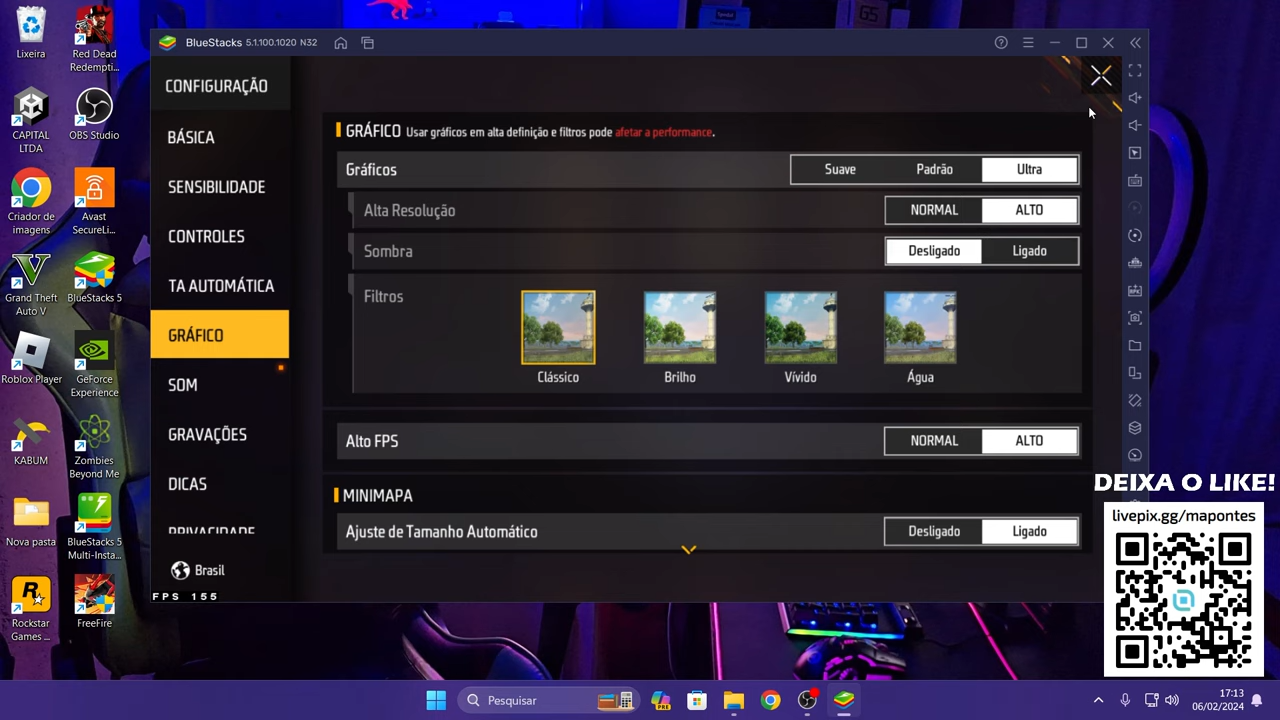 BlueStacks 5.1.100.1020 N32
Lixeira
Red Dead
Redempti...
CAPITAL
LTDA
OBS Studio
Criador de
imagens
Avast
SecureLi...
Grand Theft
Auto V
BlueStacks 5
Roblox Player
GeForce
Experience
KABUM
Zombies
Beyond Me
Nova pasta
BlueStacks 5
Multi-Insta...
Rockstar
Games ...
FreeFire
CONFIGURAÇÃO
BÁSICA
SENSIBILIDADE
CONTROLES
TA AUTOMÁTICA
GRÁFICO
SOM
GRAVAÇÕES
DICAS
PRIVACIDADE
Brasil
FPS 155
GRÁFICO Usar gráficos em alta definição e filtros pode afetar a performance.
Gráficos Suave Padrão Ultra
Alta Resolução NORMAL ALTO
Sombra Desligado Ligado
Filtros
Clássico Brilho Vívido Água
Alto FPS NORMAL ALTO
MINIMAPA
Ajuste de Tamanho Automático Desligado Ligado
DEIXA O LIKE!
livepix.gg/mapontes
Pesquisar
PRE
17:13
06/02/2024